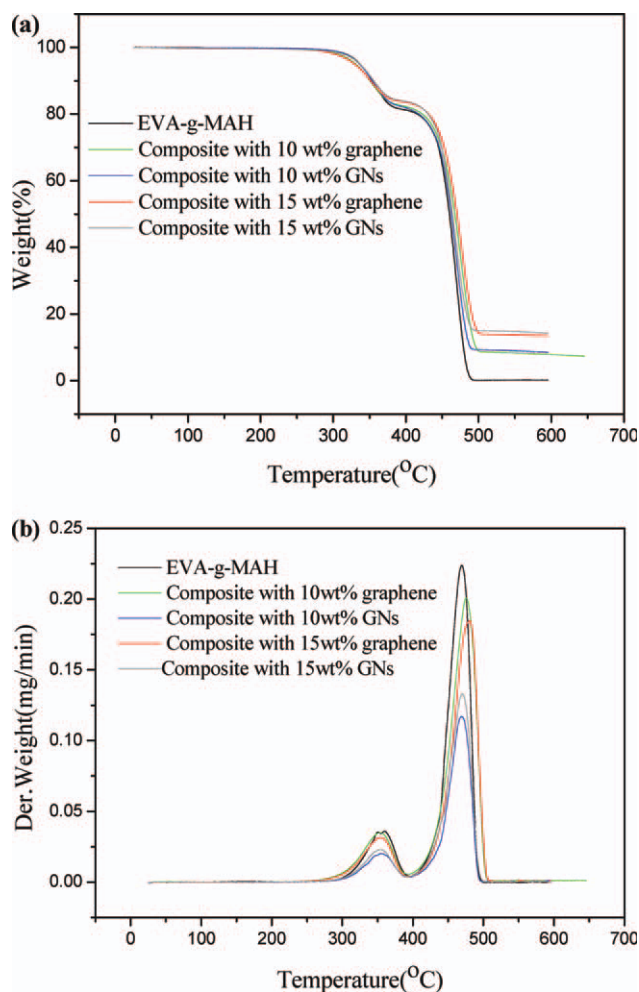 (a)
100
80
60
40
20
0
Weight(%)
EVA-g-MAH
Composite with 10 wt% graphene
Composite with 10 wt% GNs
Composite with 15 wt% graphene
Composite with 15 wt% GNs
0 100 200 300 400 500 600 700
Temperature(OC)
(b)
0.25
0.20
0.15
0.10
0.05
0.00
Der.Weight(mg/min)
EVA-g-MAH
Composite with 10wt% graphene
Composite with 10wt% GNs
Composite with 15wt% graphene
Composite with 15wt% GNs
0 100 200 300 400 500 600 700
Temperature(OC)